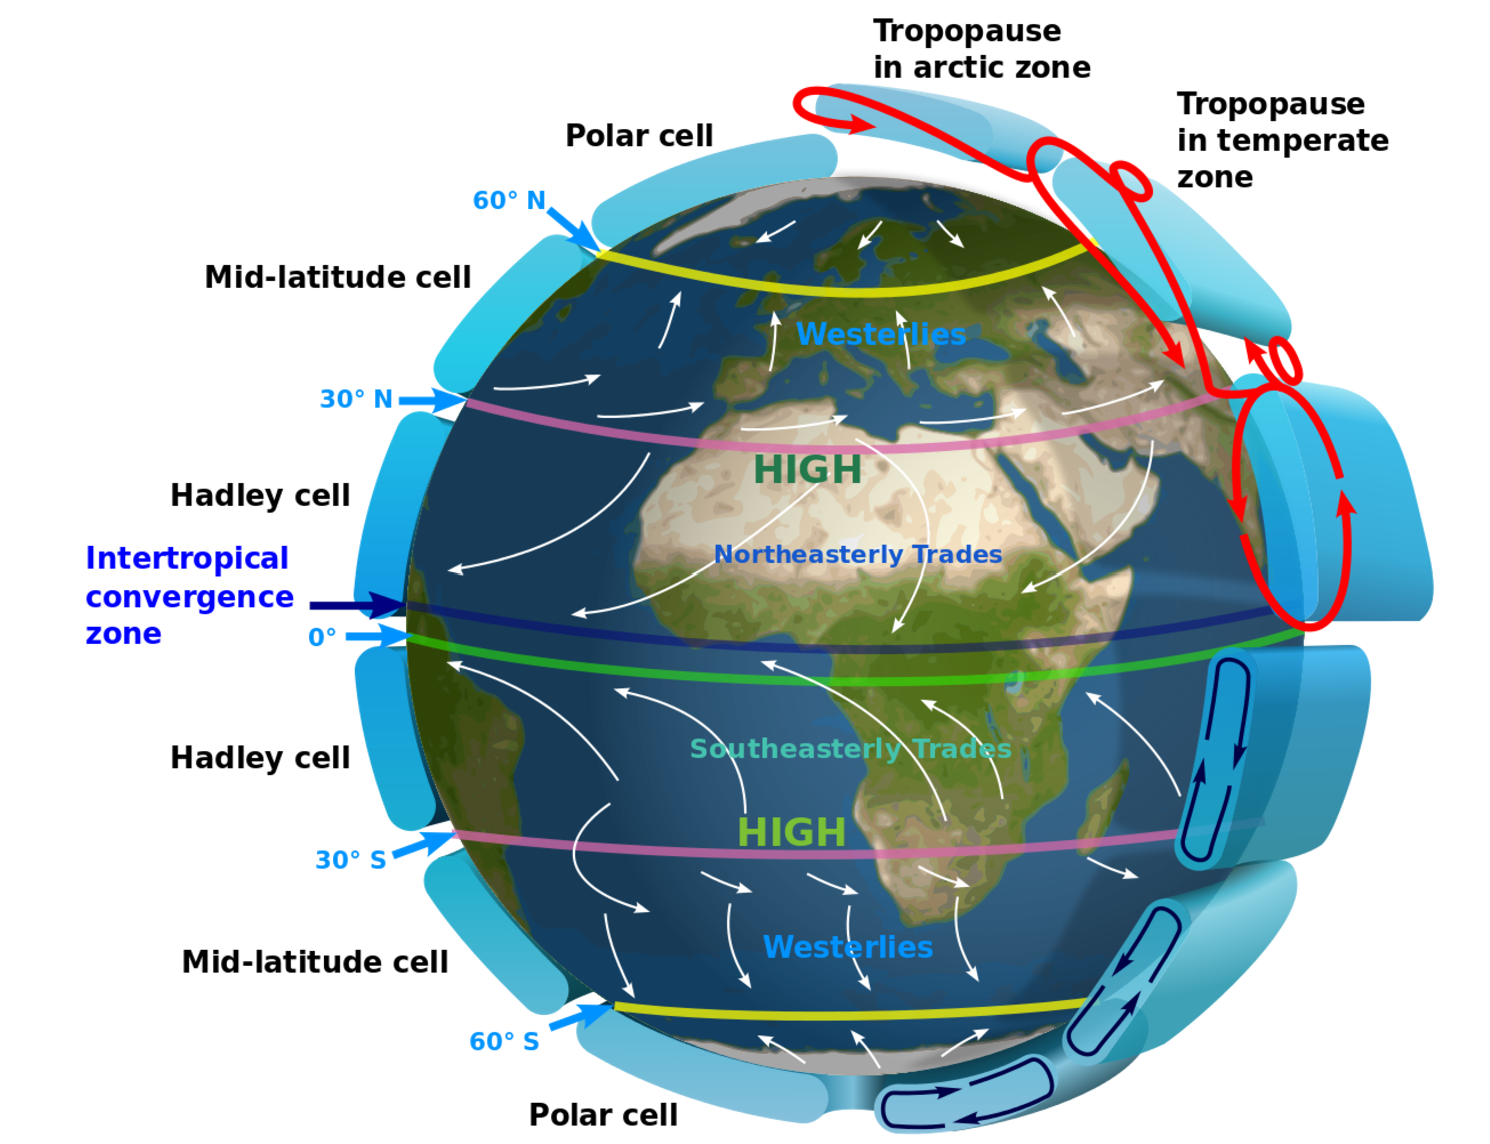 Tropopause
in arctic zone
Tropopause
in temperate
zone
Polar cell
60° N
Mid-latitude cell
Westerlies
30° N
HIGH
Hadley cell
Northeasterly Trades
Intertropical
convergence
zone
0°
Southeasterly Trades
Hadley cell
HIGH
30° S
Westerlies
Mid-latitude cell
60° S
Polar cell